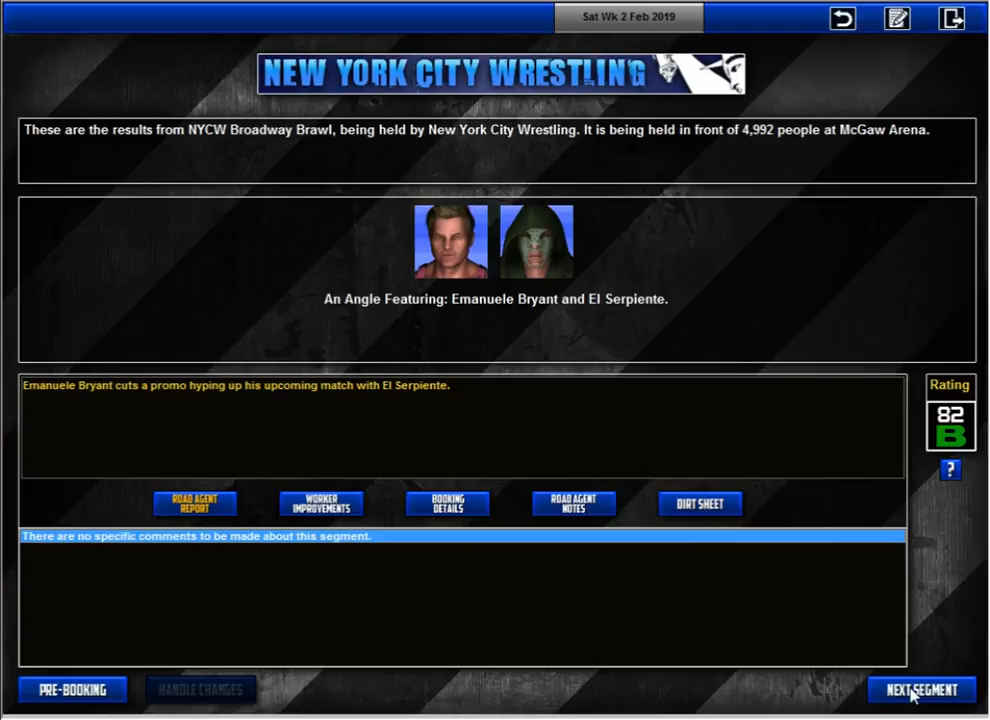 Sat Wk 2 Feb 2019
NEW YORK CITY WRESTLING
These are the results from NYCW Broadway Brawl, being held by New York City Wrestling. It is being held in front of 4,992 people at McGaw Arena.
An Angle Featuring: Emanuele Bryant and El Serpiente.
Emanuele Bryant cuts a promo hyping up his upcoming match with El Serpiente.
Rating
82
B
?
ROAD AGENT REPORT
WORKER IMPROVEMENTS
BOOKING DETAILS
ROAD AGENT NOTES
DIRT SHEET
There are no specific comments to be made about this segment.
PRE-BOOKING
HANDLE CHANGES
NEXT SEGMENT